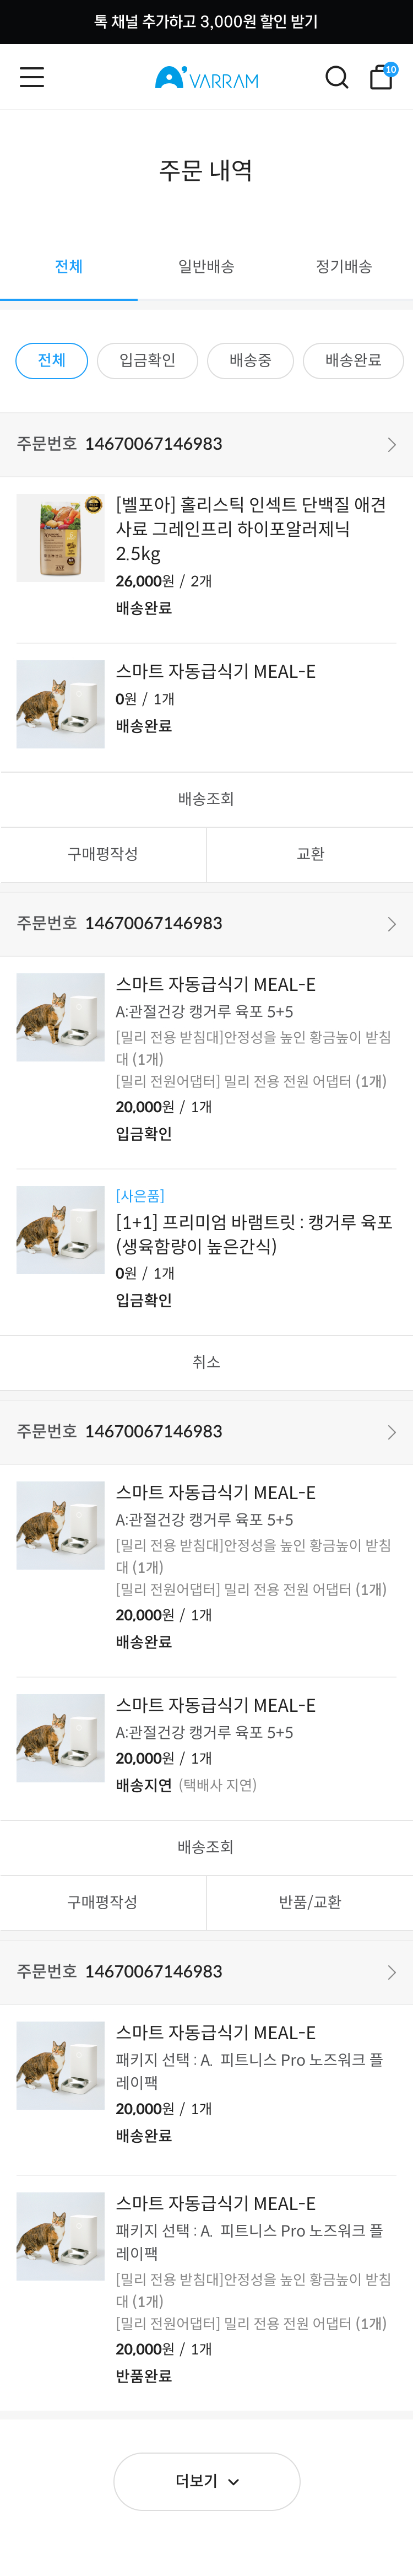 톡 채널 추가하고 3,000원 할인 받기
VARRAM
10
주문 내역
전체 일반배송 정기배송
전체 입금확인 배송중 배송완료
주문번호 14670067146983
[벨포아] 홀리스틱 인섹트 단백질 애견
사료 그레인프리 하이포알러제닉
2.5kg
26,000원 / 2개
배송완료
스마트 자동급식기 MEAL-E
0원 / 1개
배송완료
배송조회
구매평작성 교환
주문번호 14670067146983
스마트 자동급식기 MEAL-E
A:관절건강 캥거루 육포 5+5
[밀리 전용 받침대]안정성을 높인 황금높이 받침
대 (1개)
[밀리 전원어댑터] 밀리 전용 전원 어댑터 (1개)
20,000원 / 1개
입금확인
[사은품]
[1+1] 프리미엄 바램트릿 : 캥거루 육포
(생육함량이 높은간식)
0원 / 1개
입금확인
취소
주문번호 14670067146983
스마트 자동급식기 MEAL-E
A:관절건강 캥거루 육포 5+5
[밀리 전용 받침대]안정성을 높인 황금높이 받침
대 (1개)
[밀리 전원어댑터] 밀리 전용 전원 어댑터 (1개)
20,000원 / 1개
배송완료
스마트 자동급식기 MEAL-E
A:관절건강 캥거루 육포 5+5
20,000원 / 1개
배송지연 (택배사 지연)
배송조회
구매평작성 반품/교환
주문번호 14670067146983
스마트 자동급식기 MEAL-E
패키지 선택 : A. 피트니스 Pro 노즈워크 플
레이팩
20,000원 / 1개
배송완료
스마트 자동급식기 MEAL-E
패키지 선택 : A. 피트니스 Pro 노즈워크 플
레이팩
[밀리 전용 받침대]안정성을 높인 황금높이 받침
대 (1개)
[밀리 전원어댑터] 밀리 전용 전원 어댑터 (1개)
20,000원 / 1개
반품완료
더보기